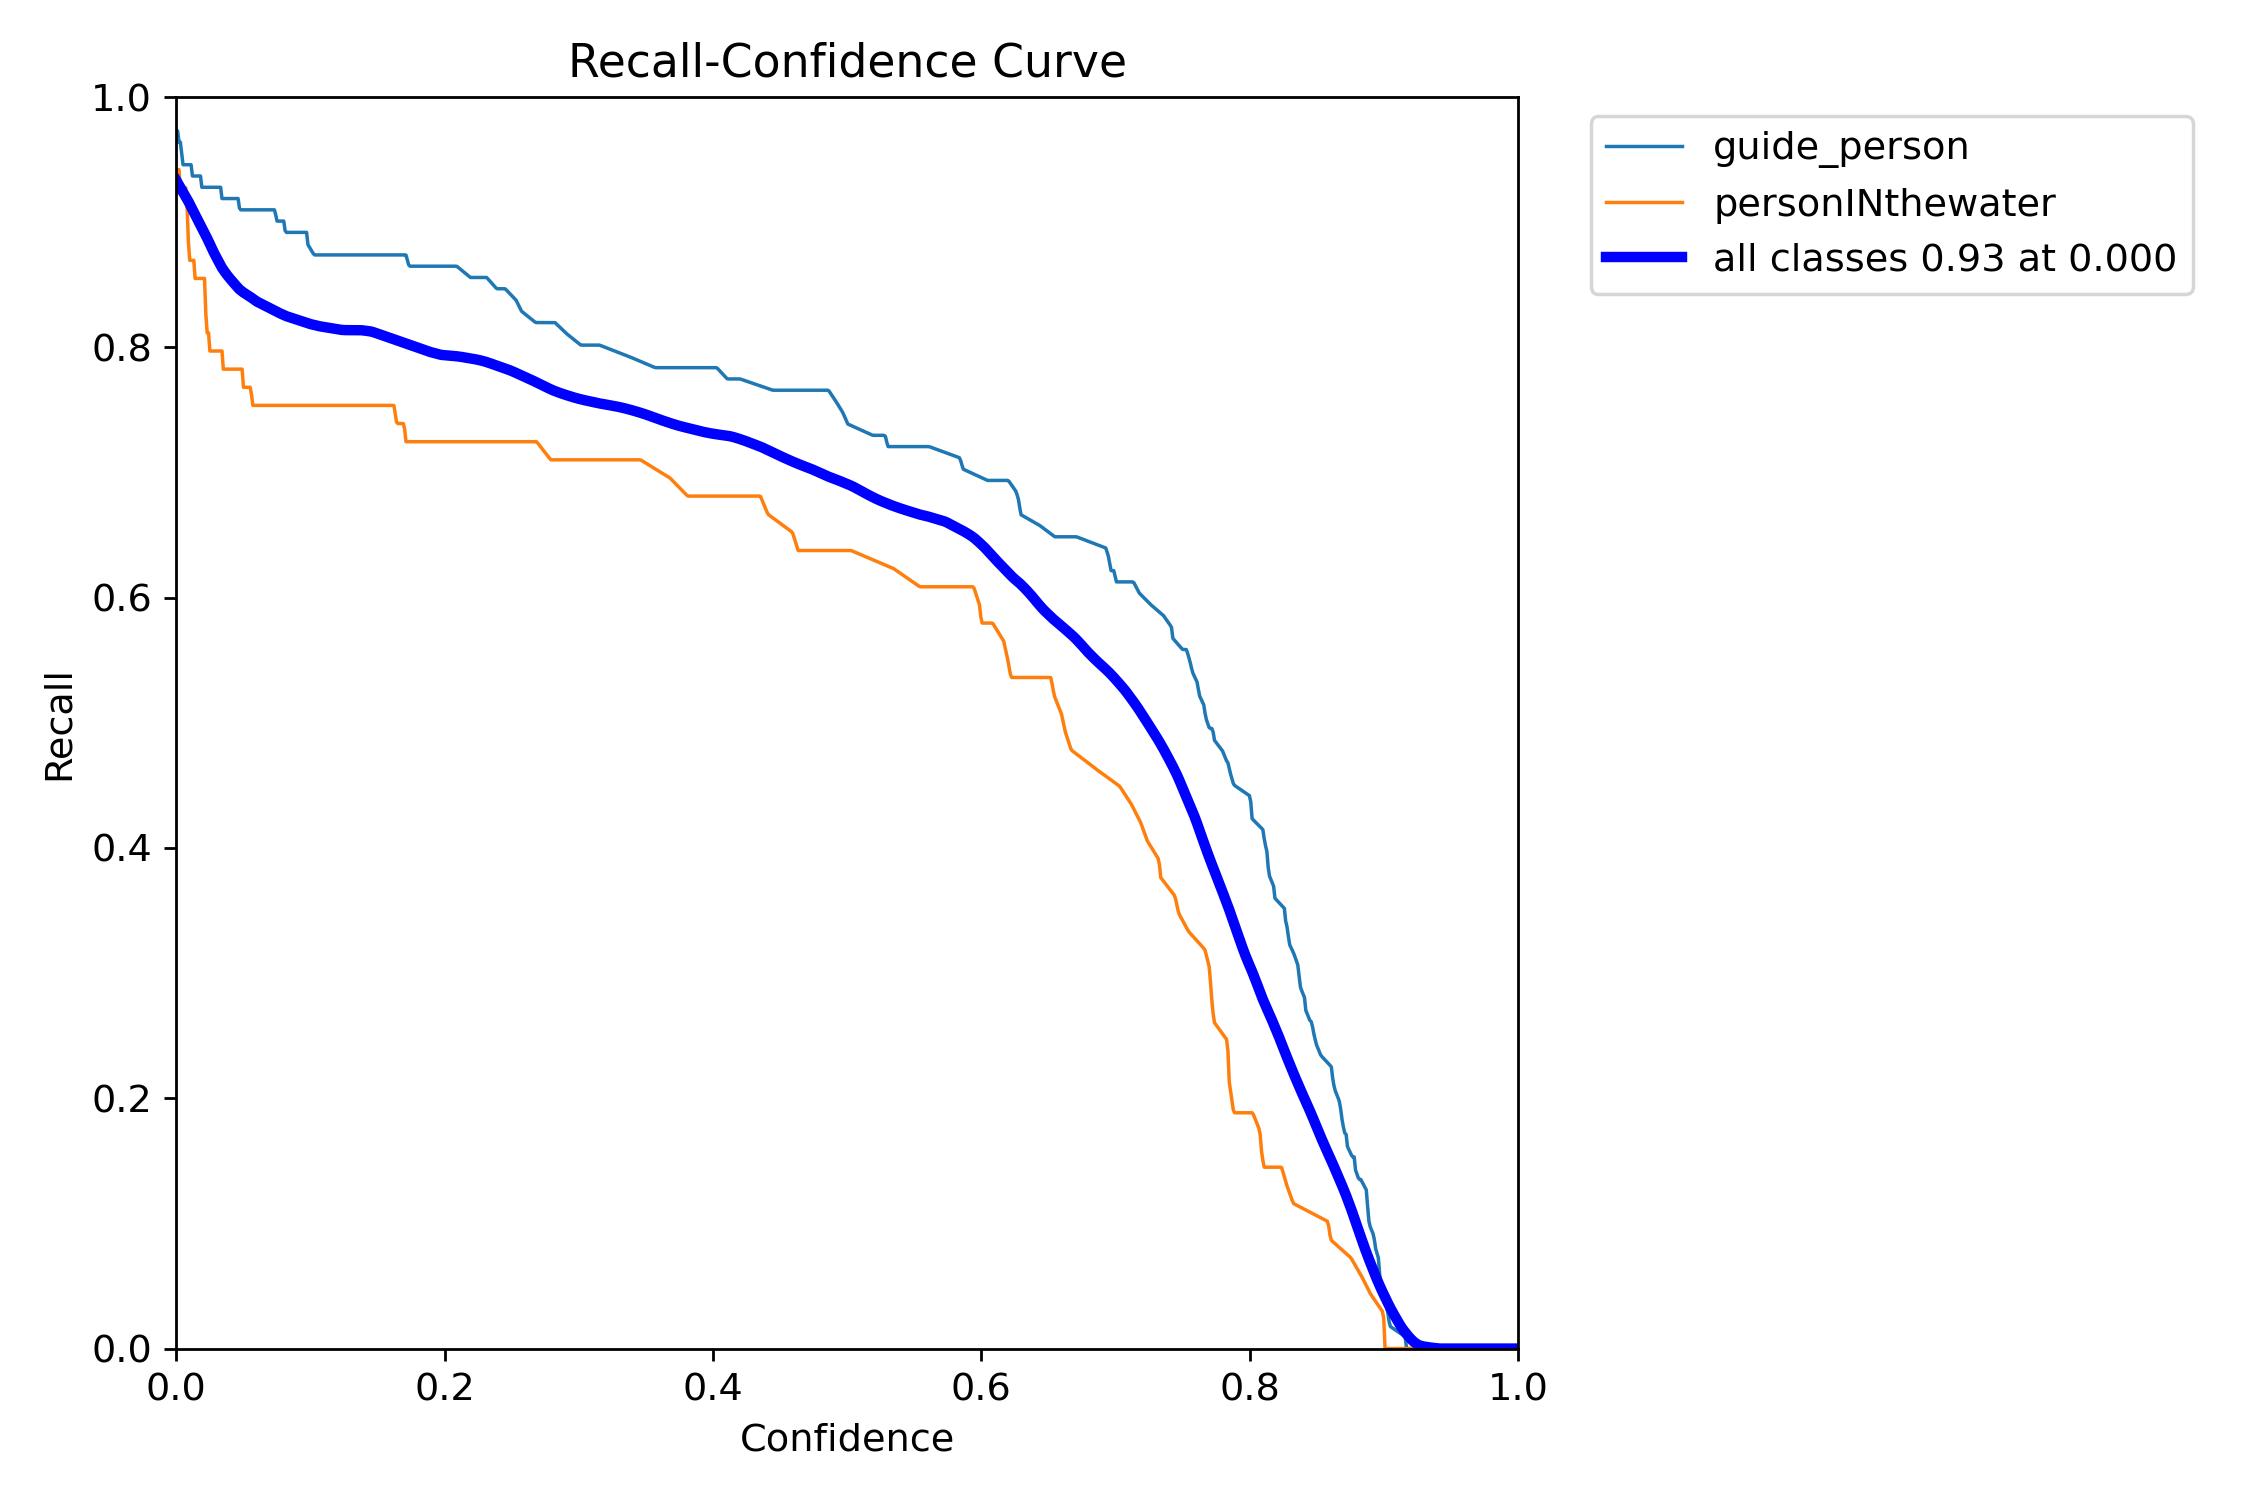 Recall-Confidence Curve
1.0
0.8
0.6
0.4
0.2
0.0
Recall
0.0 0.2 0.4 0.6 0.8 1.0
Confidence
guide_person
personINthewater
all classes 0.93 at 0.000